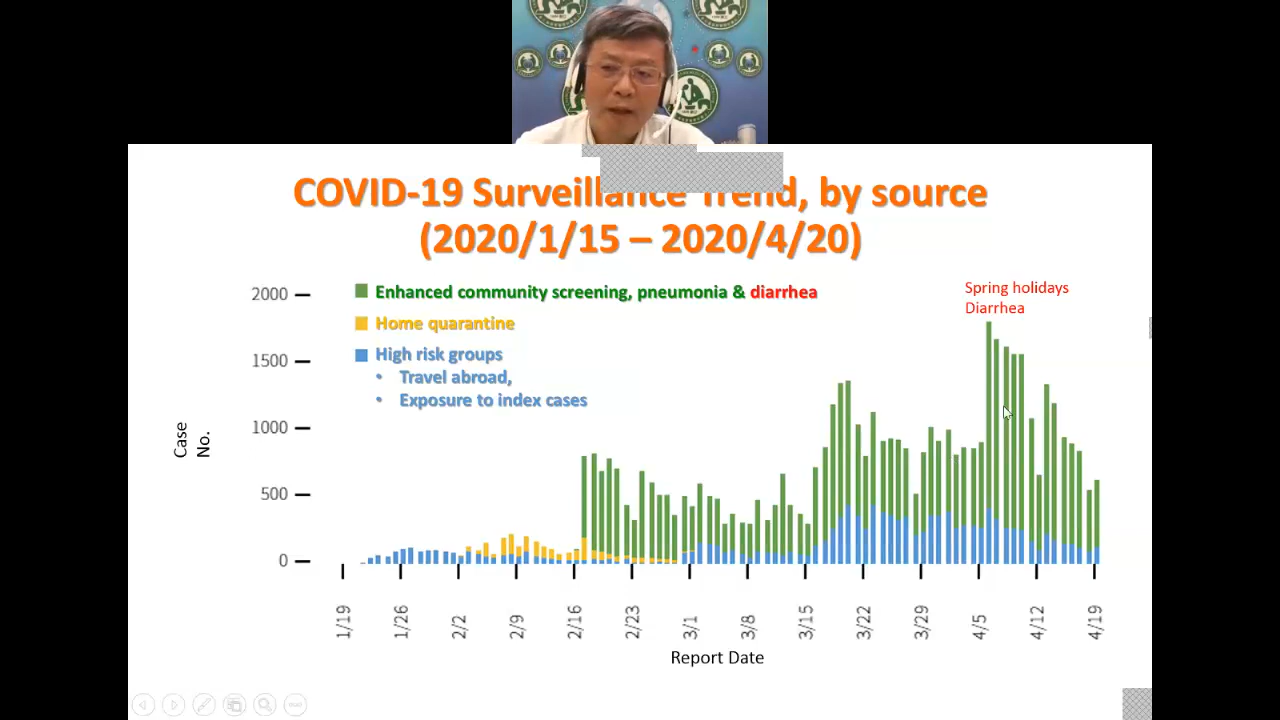 COVID-19 Surveillance Trend, by source
(2020/1/15 – 2020/4/20)
Enhanced community screening, pneumonia & diarrhea
Home quarantine
High risk groups
• Travel abroad,
• Exposure to index cases
Spring holidays
Diarrhea
2000
1500
1000
500
0
Case
No.
1/19 1/26 2/2 2/9 2/16 2/23 3/1 3/8 3/15 3/22 3/29 4/5 4/12 4/19
Report Date